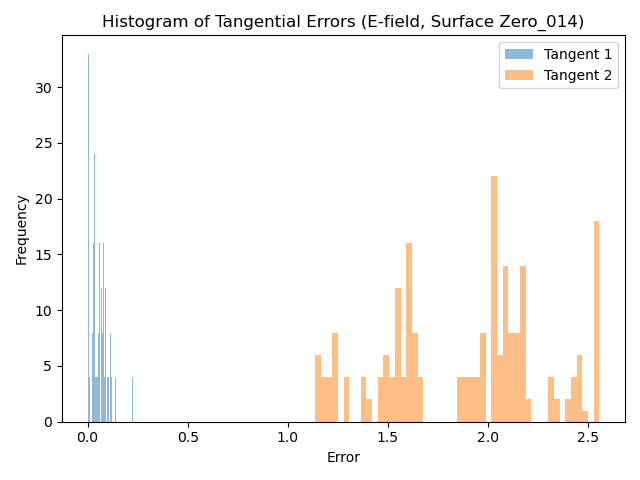 Histogram of Tangential Errors (E-field, Surface Zero_014)
Tangent 1
Tangent 2
Frequency
30
25
20
15
10
5
0
0.0 0.5 1.0 1.5 2.0 2.5
Error